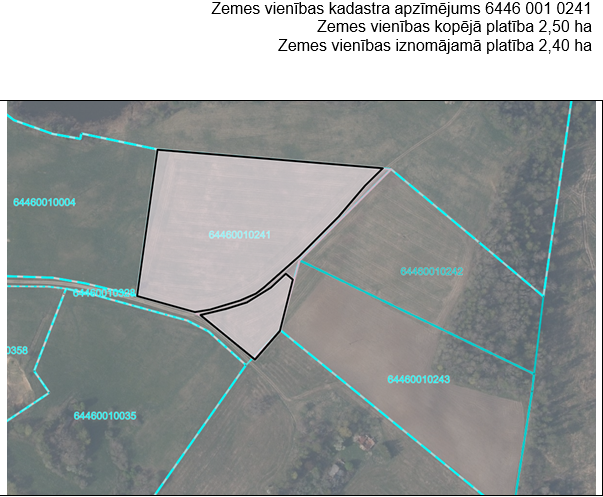 Zemes vienības kadastra apzīmējums 6446 001 0241
Zemes vienības kopējā platība 2,50 ha
Zemes vienības iznomājamā platība 2,40 ha
64460010004
64460010241
64460010242
0358
64460010243
64460010035